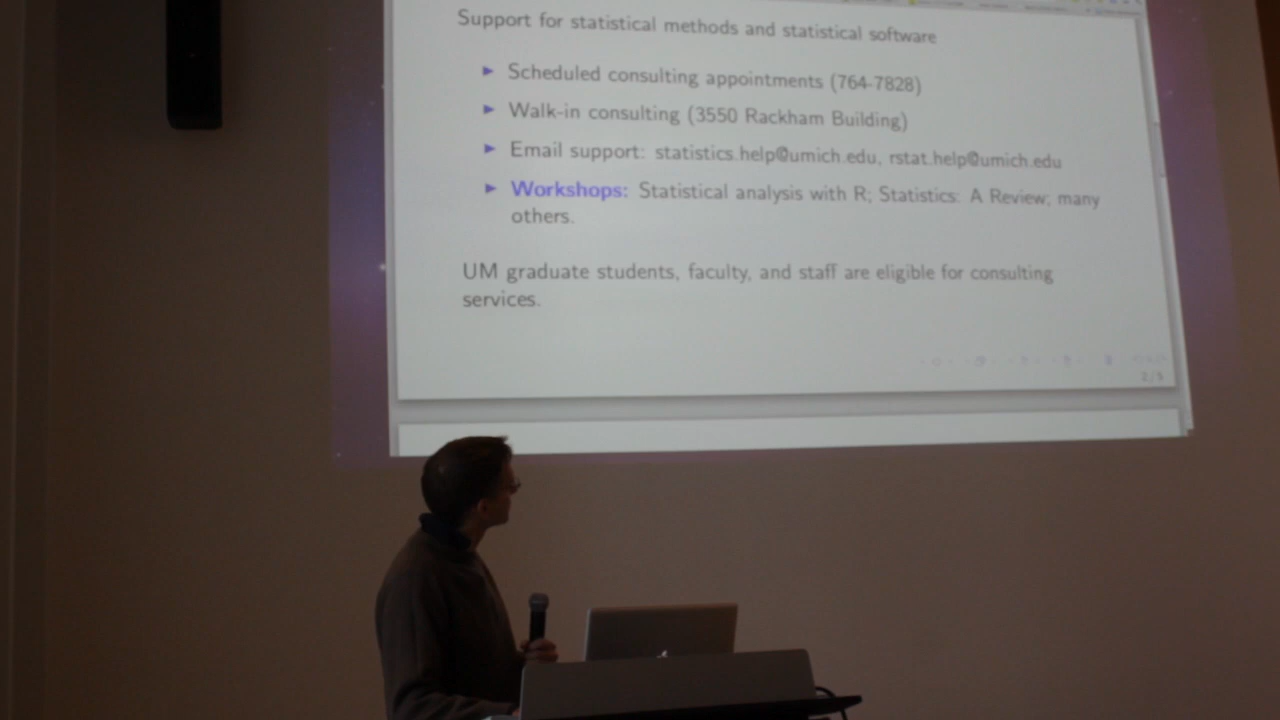 Support for statistical methods and statistical software
► Scheduled consulting appointments (764-7828)
► Walk-in consulting (3550 Rackham Building)
► Email support: statistics.help@umich.edu, rstat.help@umich.edu
► Workshops: Statistical analysis with R; Statistics: A Review; many
others.
UM graduate students, faculty, and staff are eligible for consulting
services.
2/5